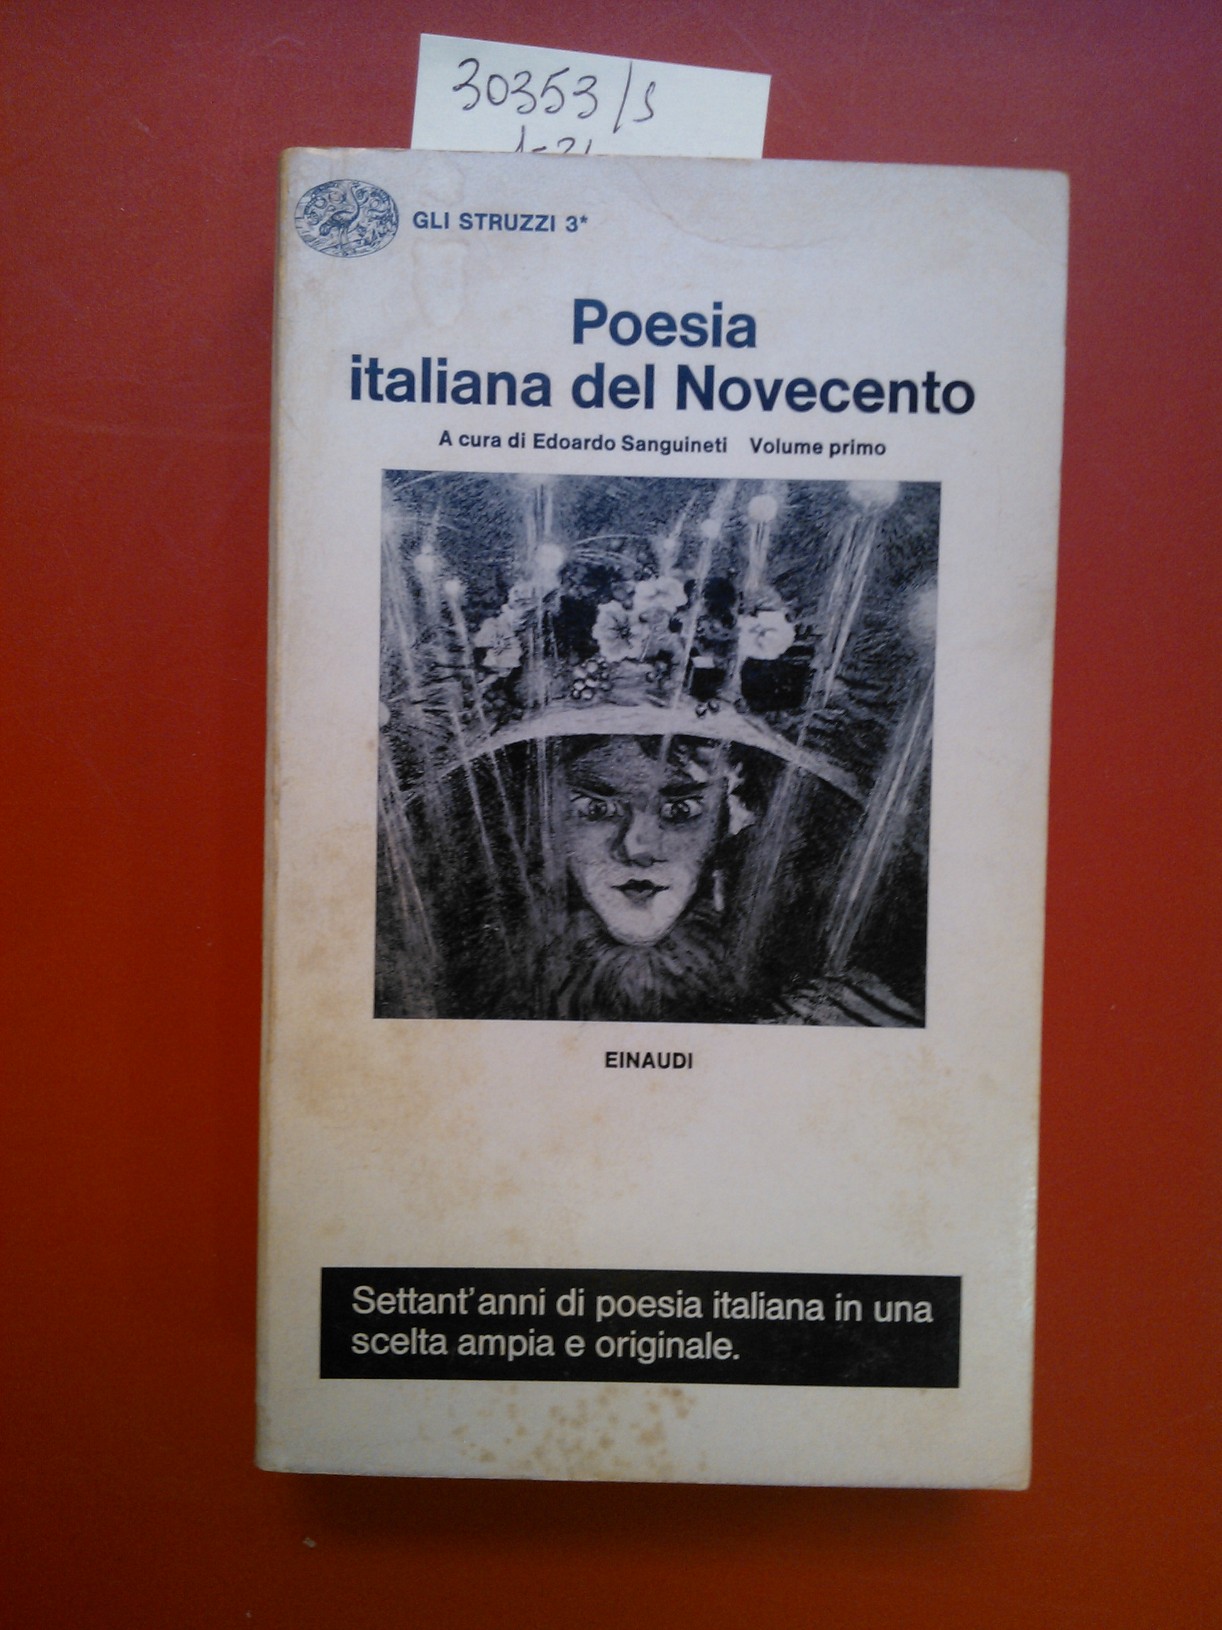 30353/s
GLI STRUZZI 3*
Poesia
italiana del Novecento
A cura di Edoardo Sanguineti Volume primo
EINAUDI
Settant'anni di poesia italiana in una
scelta ampia e originale.